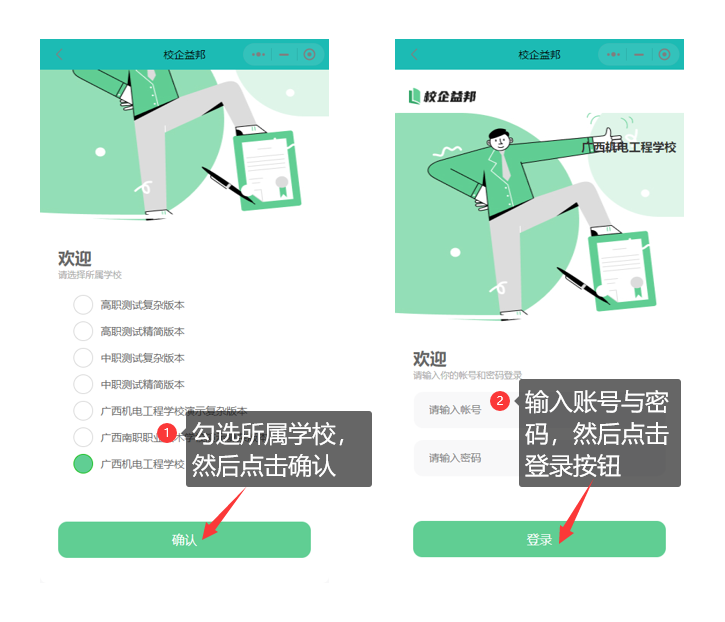 校企益邦
欢迎
请选择所属学校
高职测试复杂版本
高职测试精简版本
中职测试复杂版本
中职测试精简版本
广西机电工程学校演示复杂版本
广西南职职业
广西机电工程学校
1
勾选所属学校，
然后点击确认
确认
校企益邦
校企益邦
广西机电工程学校
欢迎
请输入你的帐号和密码登录
请输入帐号
请输入密码
2
输入账号与密
码，然后点击
登录按钮
登录